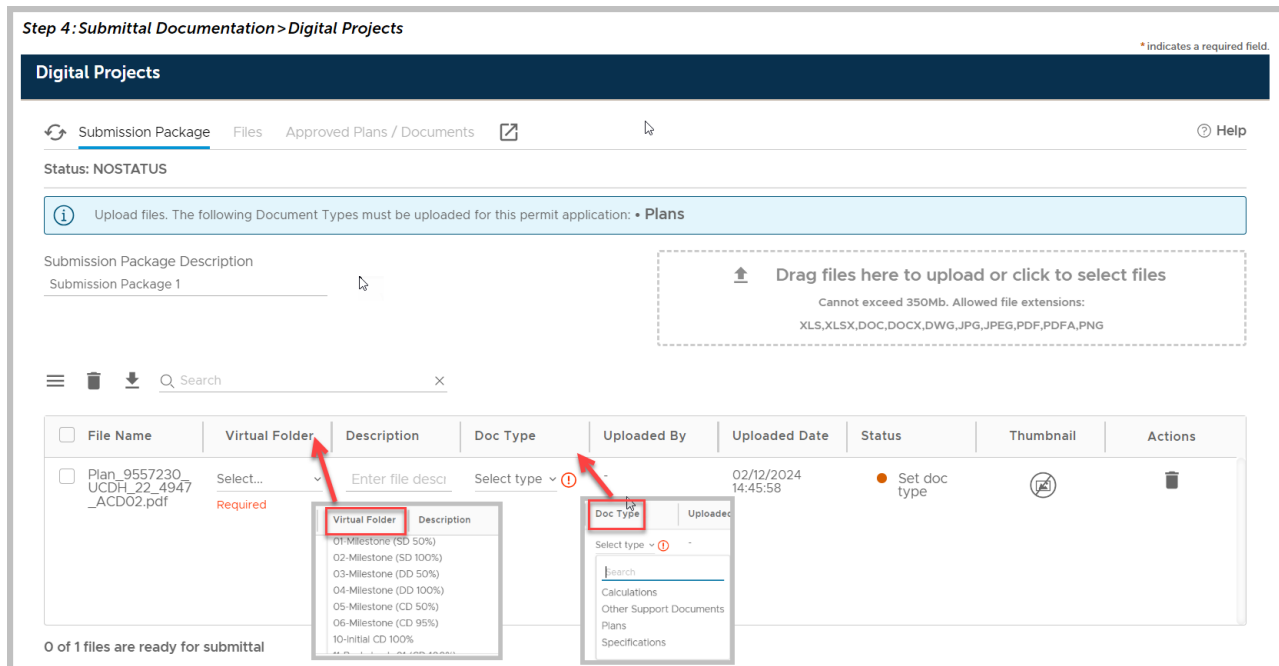 Step 4: Submittal Documentation>Digital Projects
* indicates a required field.
Digital Projects
Submission Package Files Approved Plans / Documents Help
Status: NOSTATUS
Upload files. The following Document Types must be uploaded for this permit application: • Plans
Submission Package Description
Submission Package 1
Drag files here to upload or click to select files
Cannot exceed 350Mb. Allowed file extensions:
XLS,XLSX,DOC,DOCX,DWG,JPG,JPEG,PDF,PDFA,PNG
Search
File Name Virtual Folder Description Doc Type Uploaded By Uploaded Date Status Thumbnail Actions
Plan_9557230_
UCDH_22_4947
_ACD02.pdf
Select...
Required
Enter file descr
Select type
-
02/12/2024
14:45:58
Set doc
type
Virtual Folder Description
01-Milestone (SD 50%)
02-Milestone (SD 100%)
03-Milestone (DD 50%)
04-Milestone (DD 100%)
05-Milestone (CD 50%)
06-Milestone (CD 95%)
10-Initial CD 100%
Doc Type Uploaded
Select type -
Search
Calculations
Other Support Documents
Plans
Specifications
0 of 1 files are ready for submittal